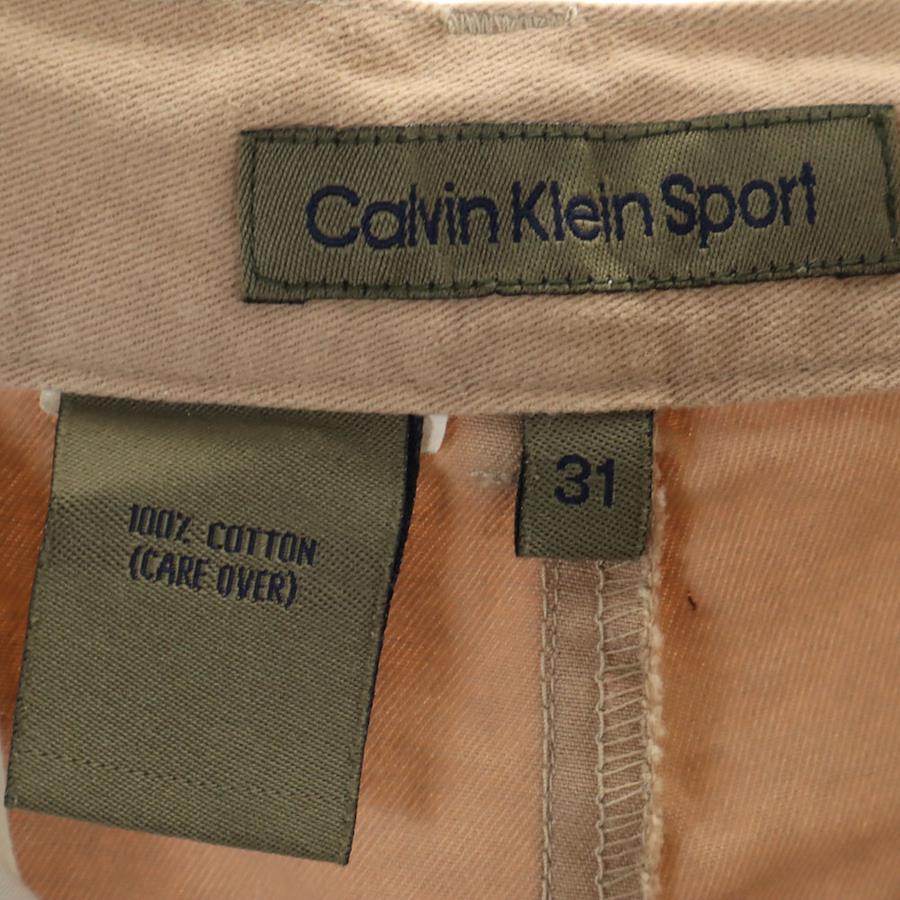 Calvin Klein Sport
31
100% COTTON
(CARE OVER)